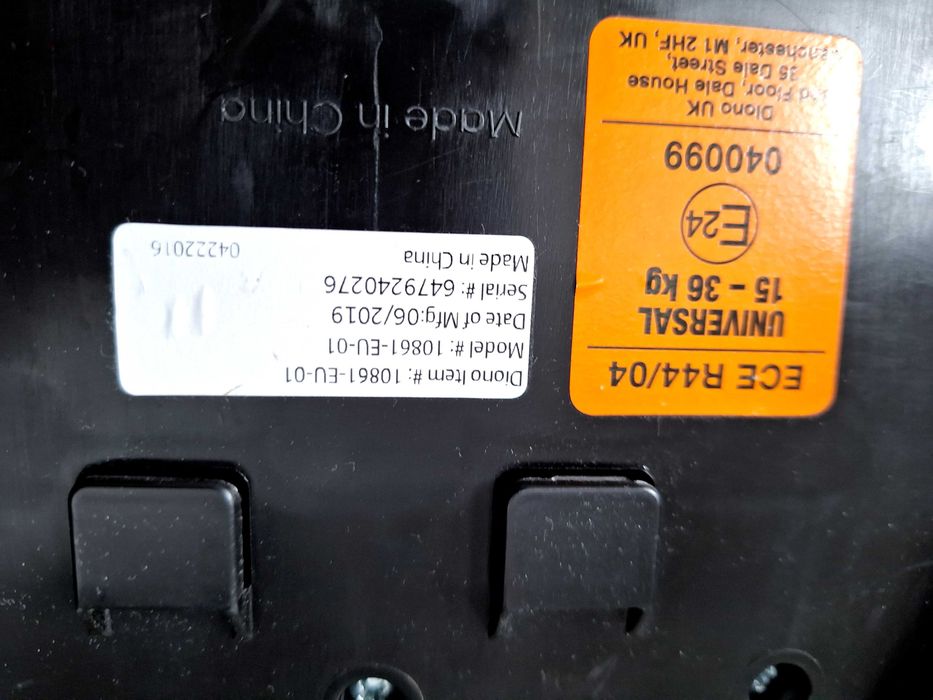 ECE R44/04
UNIVERSAL
15 – 36 kg
E24
040099
Diono UK
Floor, Dale House
35 Dale Street,
Manchester, M1 2HF, UK
Diono Item #: 10861-EU-01
Model #: 10861-EU-01
Date of Mfg:06/2019
Serial #: 6479240276
Made in China
04222016
Made in China